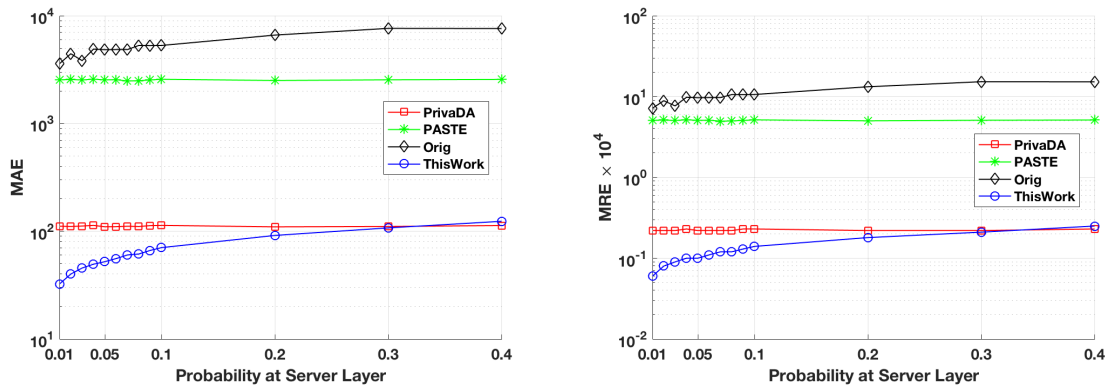 10^4
10^3
10^2
10^1
MAE
0.01
0.05
0.1
0.2
0.3
0.4
Probability at Server Layer
PrivaDA
PASTE
Orig
ThisWork
10^2
10^1
10^0
10^-1
10^-2
MRE × 10^4
0.01
0.05
0.1
0.2
0.3
0.4
Probability at Server Layer
PrivaDA
PASTE
Orig
ThisWork